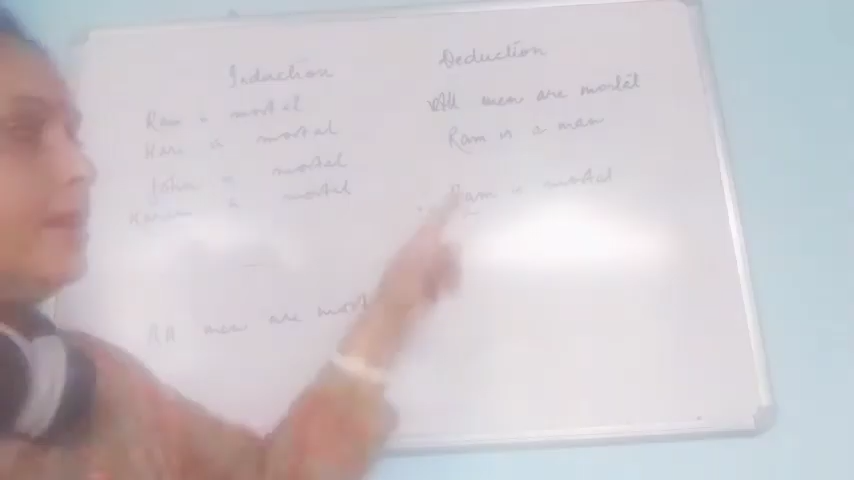 Induction
Ram is mortal
Hari is mortal
John is mortal
Karim is mortal
All men are mortal
Deduction
All men are mortal
Ram is a man
Ram is mortal